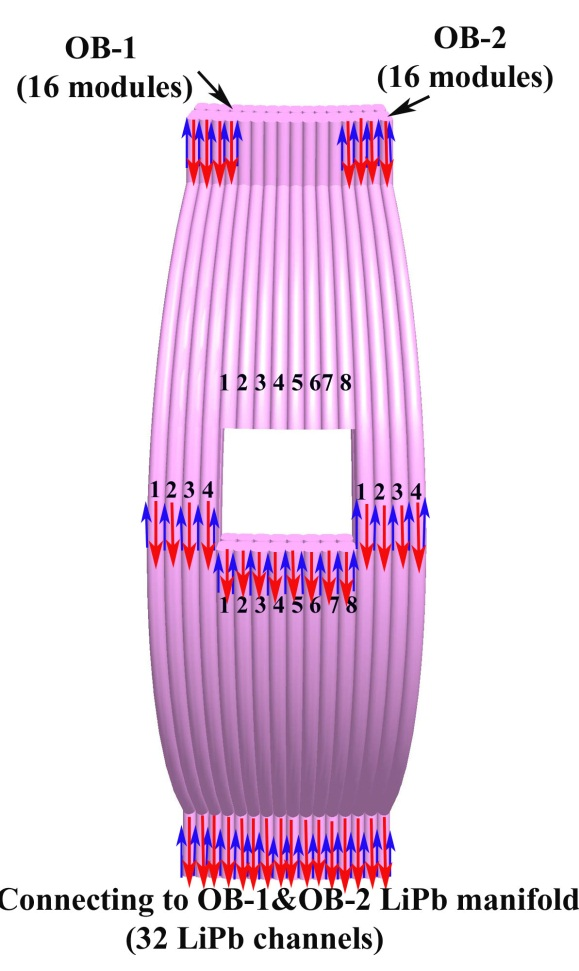 OB-1
(16 modules)
OB-2
(16 modules)
1 2 3 4 5 6 7 8
1 2 3 4
1 2 3 4
1 2 3 4 5 6 7 8
Connecting to OB-1&OB-2 LiPb manifold
(32 LiPb channels)